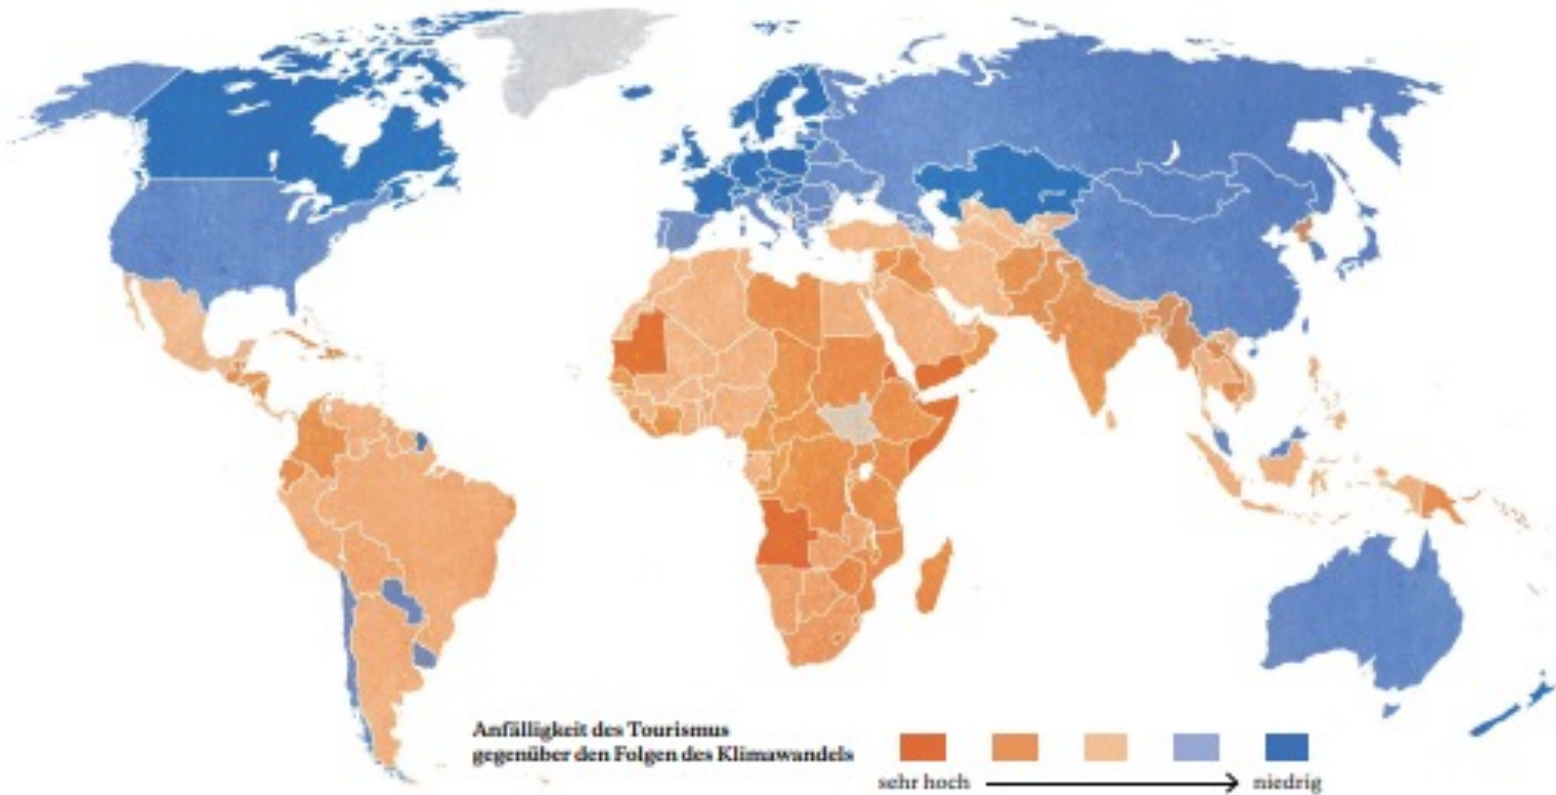 Anfälligkeit des Tourismus
gegenüber den Folgen des Klimawandels
sehr hoch
niedrig